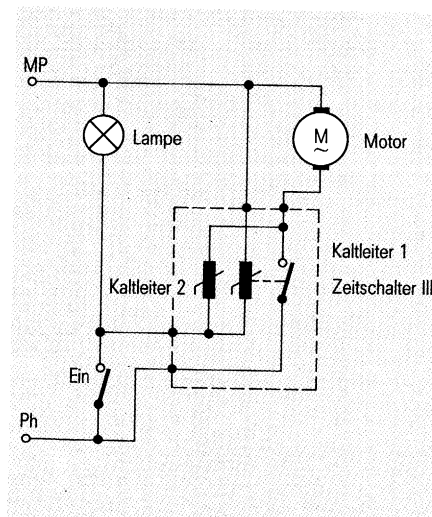 MP
Lampe
M
~
Motor
Kaltleiter 1
Kaltleiter 2
Zeitschalter III
Ein
Ph